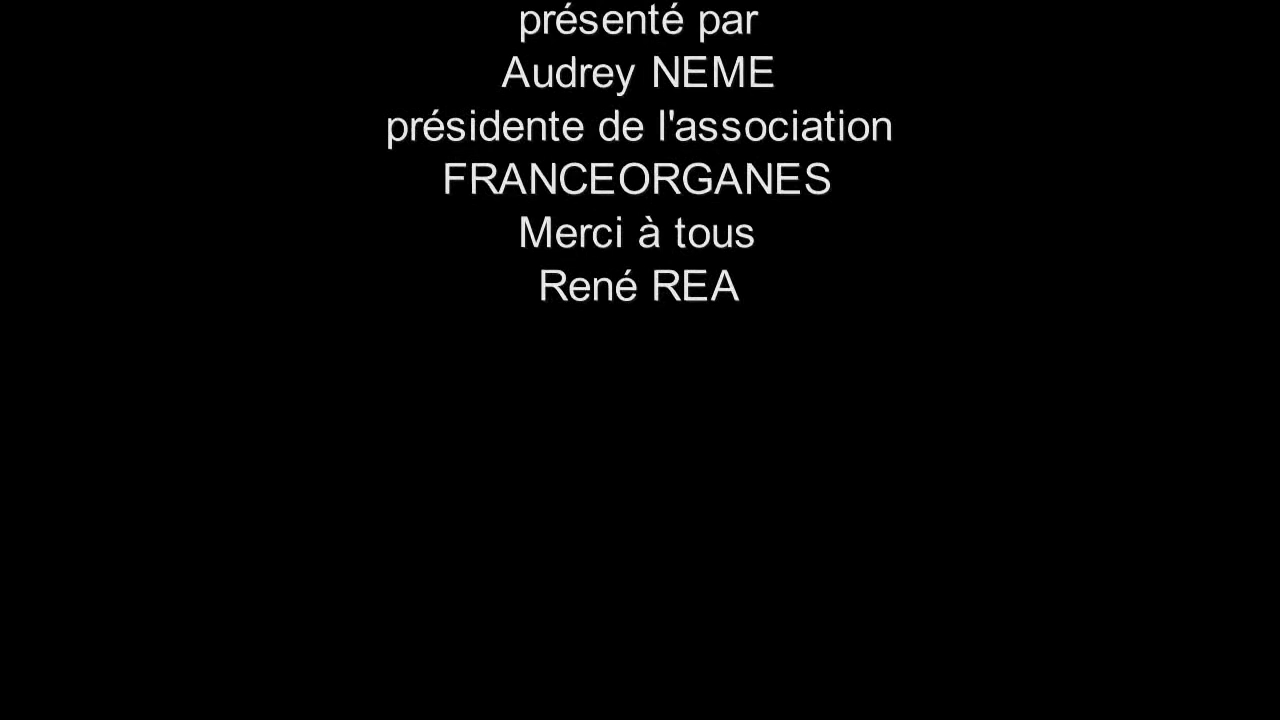 présenté par
Audrey NEME
présidente de l'association
FRANCEORGANES
Merci à tous
René REA